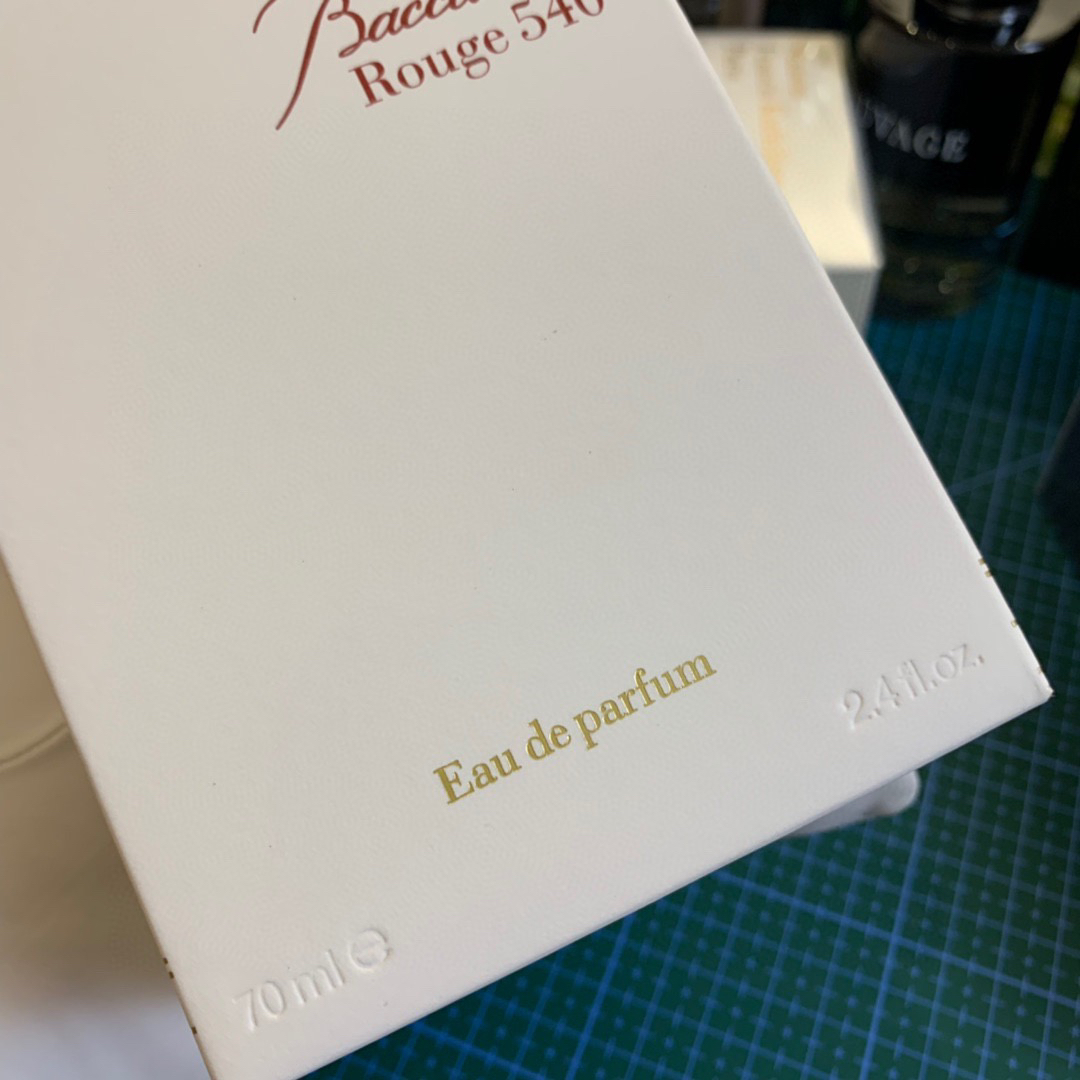 Rouge 540
Eau de parfum
2.4 fl.oz.
70 ml ℮